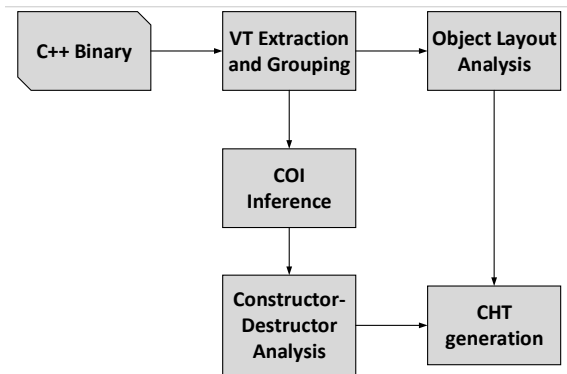 C++ Binary
VT Extraction
and Grouping
Object Layout
Analysis
COI
Inference
Constructor-
Destructor
Analysis
CHT
generation